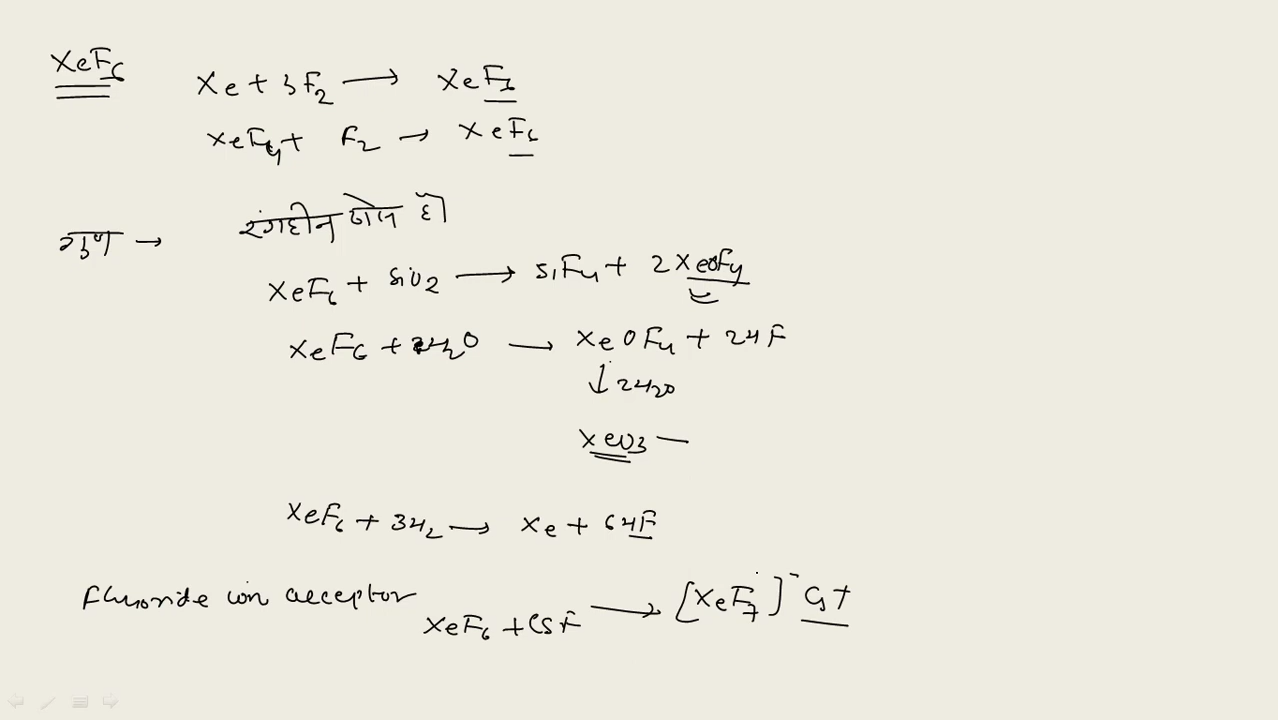 XeF₆
Xe + 3F₂ → XeF₆
XeF₄ + F₂ → XeF₆
गुण → रंगहीन ठोस है।
XeF₆ + SiO₂ → SiF₄ + 2XeOF₄
XeF₆ + H₂O → XeOF₄ + 2HF
↓ 2H₂O
XeO₃ —
XeF₆ + 3H₂ → Xe + 6HF
Fluoride ion acceptor
XeF₆ + CsF → [XeF₇]⁻ Cs+